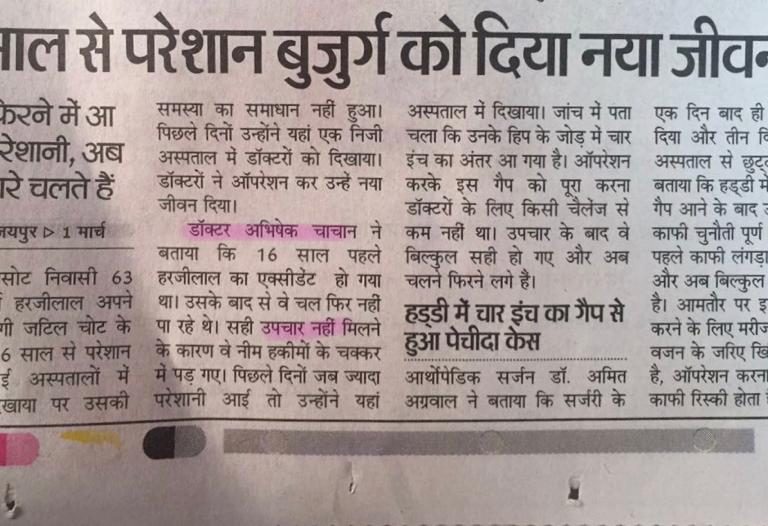 से परेशान बुजुर्ग को दिया नया
में आ
अब
चलते हैं
1 मार्च
निवासी 63
हरजीलाल अपने
जटिल चोट के
साल से परेशान
अस्पतालों में
पर उसकी
समस्या का समाधान नहीं हुआ।
पिछले दिनों उन्होंने यहां एक निजी
अस्पताल में डॉक्टरों को दिखाया।
डॉक्टरों ने ऑपरेशन कर उन्हें नया
जीवन दिया।
डॉक्टर अभिषेक चाचान ने
बताया कि 16 साल पहले
हरजीलाल का एक्सीडेंट हो गया
था। उसके बाद से वे चल फिर नहीं
पा रहे थे। सही उपचार नहीं मिलने
के कारण वे नीम हकीमों के चक्कर
में पड़ गए। पिछले दिनों जब ज्यादा
परेशानी आई तो उन्होंने यहां
अस्पताल में दिखाया। जांच में पता
चला कि उनके हिप के जोड़ में चार
इंच का अंतर आ गया है। ऑपरेशन
करके इस गैप को पूरा करना
डॉक्टरों के लिए किसी चैलेंज से
कम नहीं था। उपचार के बाद वे
बिल्कुल सही हो गए और अब
चलने फिरने लगे है।
हड्डी में चार इंच का गैप से
हुआ पेचीदा केस
आर्थोपेडिक सर्जन डॉ. अमित
अग्रवाल ने बताया कि सर्जरी के
एक दिन बाद ही
दिया और तीन
अस्पताल से
बताया कि हड्डी में
गैप आने के बाद
काफी चुनौती पूर्ण
पहले काफी लंगड़ा
और अब बिल्कुल
है। आमतौर पर
करने के लिए
वजन के जरिए
है, ऑपरेशन करना
काफी रिस्की होता